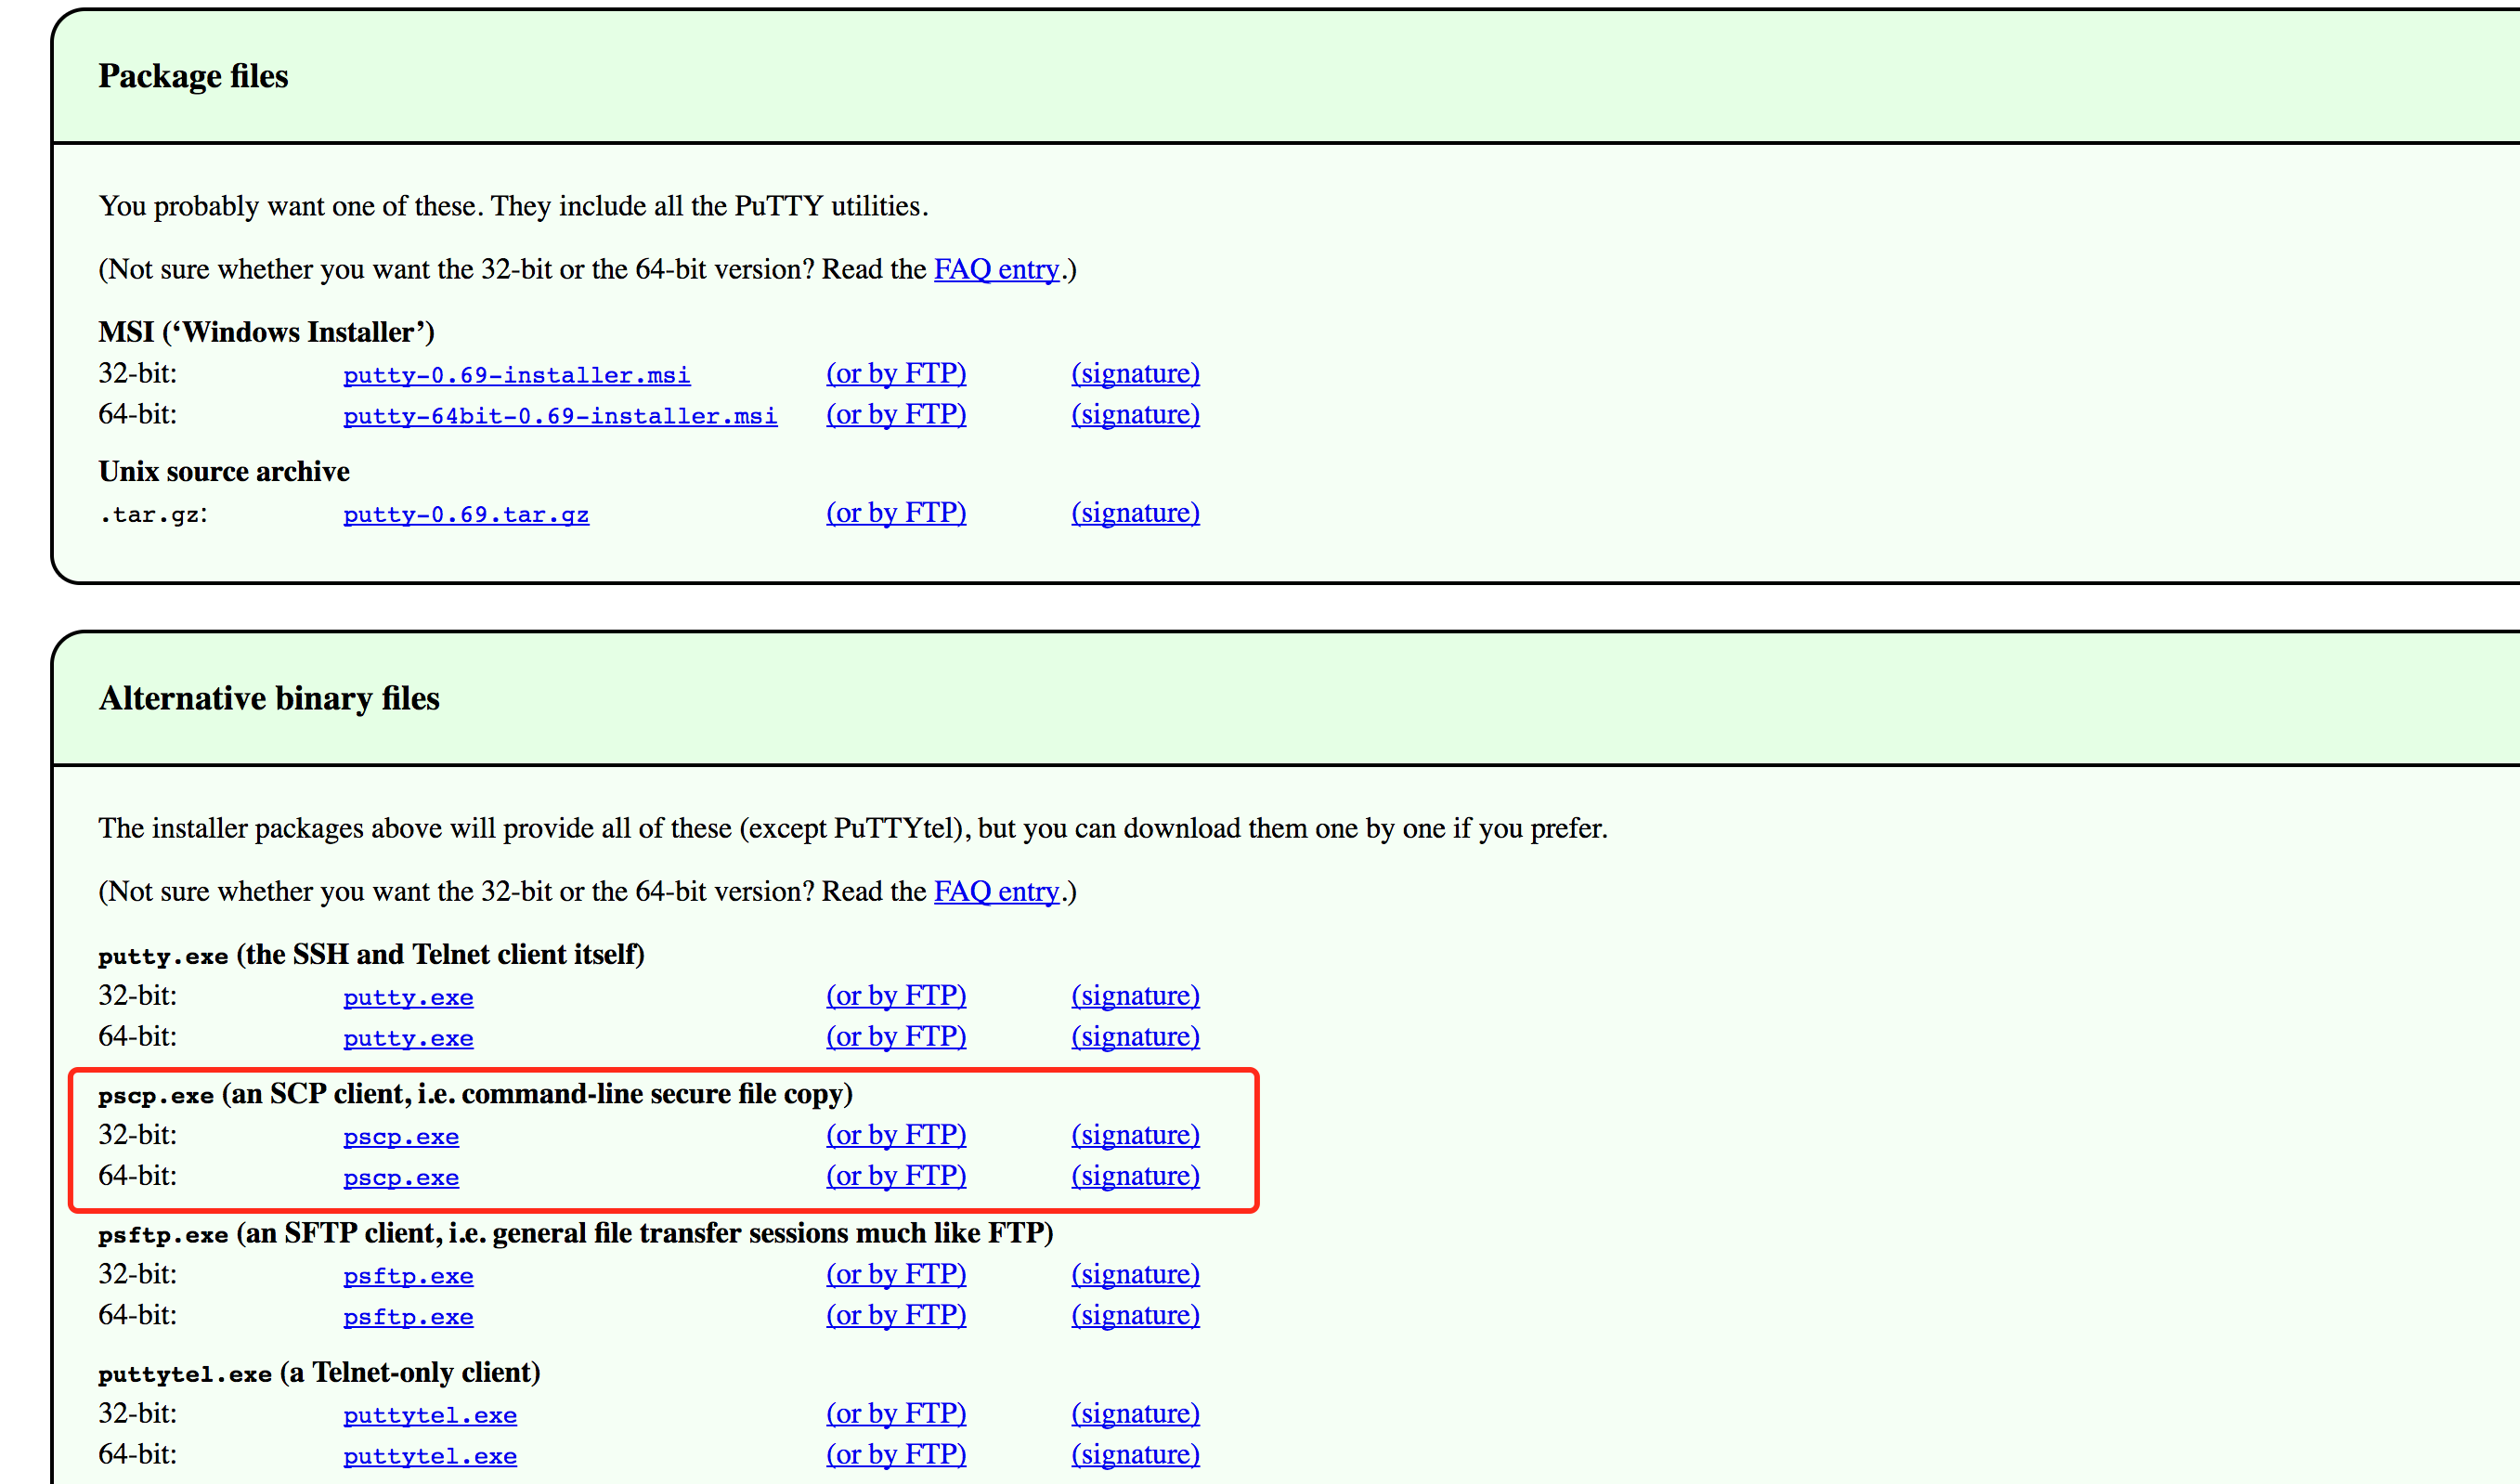 Package files
You probably want one of these. They include all the PuTTY utilities.
(Not sure whether you want the 32-bit or the 64-bit version? Read the FAQ entry.)
MSI (‘Windows Installer’)
32-bit: putty-0.69-installer.msi (or by FTP) (signature)
64-bit: putty-64bit-0.69-installer.msi (or by FTP) (signature)
Unix source archive
.tar.gz: putty-0.69.tar.gz (or by FTP) (signature)
Alternative binary files
The installer packages above will provide all of these (except PuTTYtel), but you can download them one by one if you prefer.
(Not sure whether you want the 32-bit or the 64-bit version? Read the FAQ entry.)
putty.exe (the SSH and Telnet client itself)
32-bit: putty.exe (or by FTP) (signature)
64-bit: putty.exe (or by FTP) (signature)
pscp.exe (an SCP client, i.e. command-line secure file copy)
32-bit: pscp.exe (or by FTP) (signature)
64-bit: pscp.exe (or by FTP) (signature)
psftp.exe (an SFTP client, i.e. general file transfer sessions much like FTP)
32-bit: psftp.exe (or by FTP) (signature)
64-bit: psftp.exe (or by FTP) (signature)
puttytel.exe (a Telnet-only client)
32-bit: puttytel.exe (or by FTP) (signature)
64-bit: puttytel.exe (or by FTP) (signature)